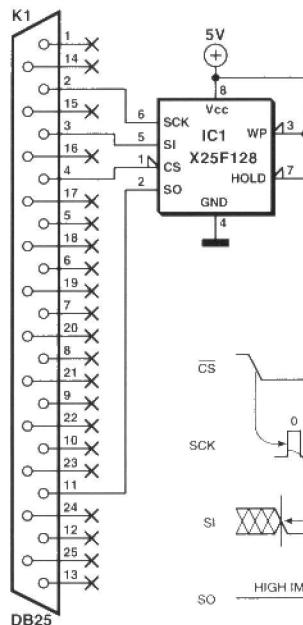 K1
1
14
2
15
3
16
4
17
5
18
6
19
7
20
8
21
9
22
10
23
11
24
12
25
13
DB25
5V
8
Vcc
6 SCK
5 SI
1 CS
2 SO
IC1
X25F128
WP 3
HOLD 7
GND
4
CS
0
SCK
SI
SO HIGH IM